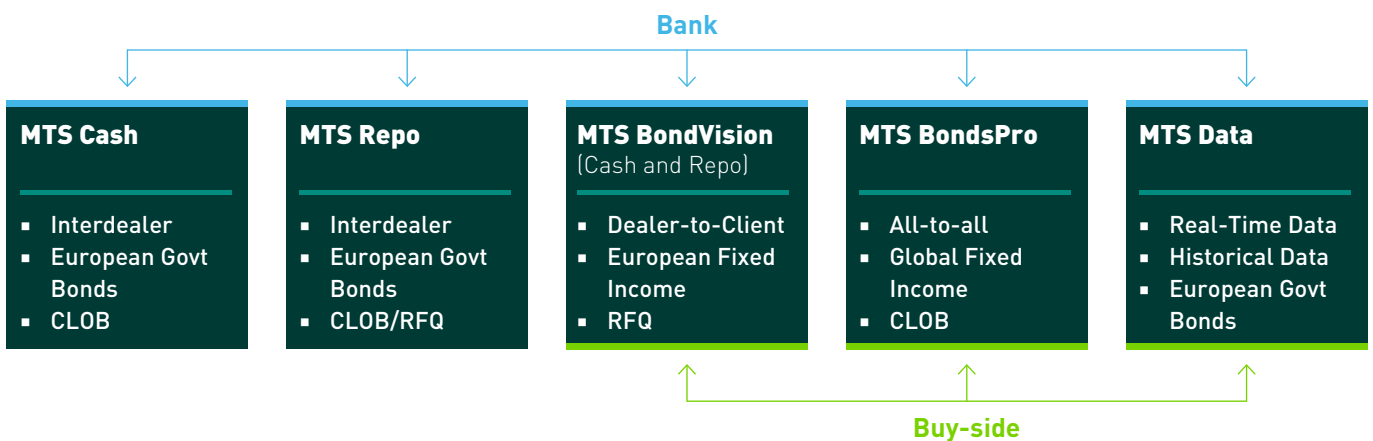 Bank
MTS Cash
▪ Interdealer
▪ European Govt
Bonds
▪ CLOB
MTS Repo
▪ Interdealer
▪ European Govt
Bonds
▪ CLOB/RFQ
MTS BondVision
(Cash and Repo)
▪ Dealer-to-Client
▪ European Fixed
Income
▪ RFQ
MTS BondsPro
▪ All-to-all
▪ Global Fixed
Income
▪ CLOB
MTS Data
▪ Real-Time Data
▪ Historical Data
▪ European Govt
Bonds
Buy-side